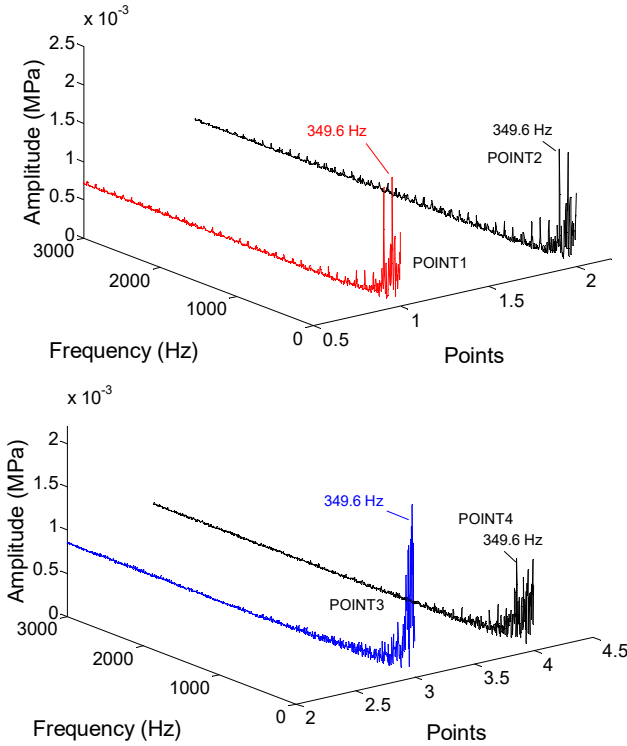 x 10-3
2.5
2
1.5
1
0.5
0
Amplitude (MPa)
349.6 Hz
349.6 Hz
POINT2
POINT1
3000
2000
1000
0
0.5
1
1.5
2
Frequency (Hz)
Points
x 10-3
2
1.5
1
0.5
0
Amplitude (MPa)
349.6 Hz
POINT4
349.6 Hz
POINT3
3000
2000
1000
0
2
2.5
3
3.5
4
4.5
Frequency (Hz)
Points